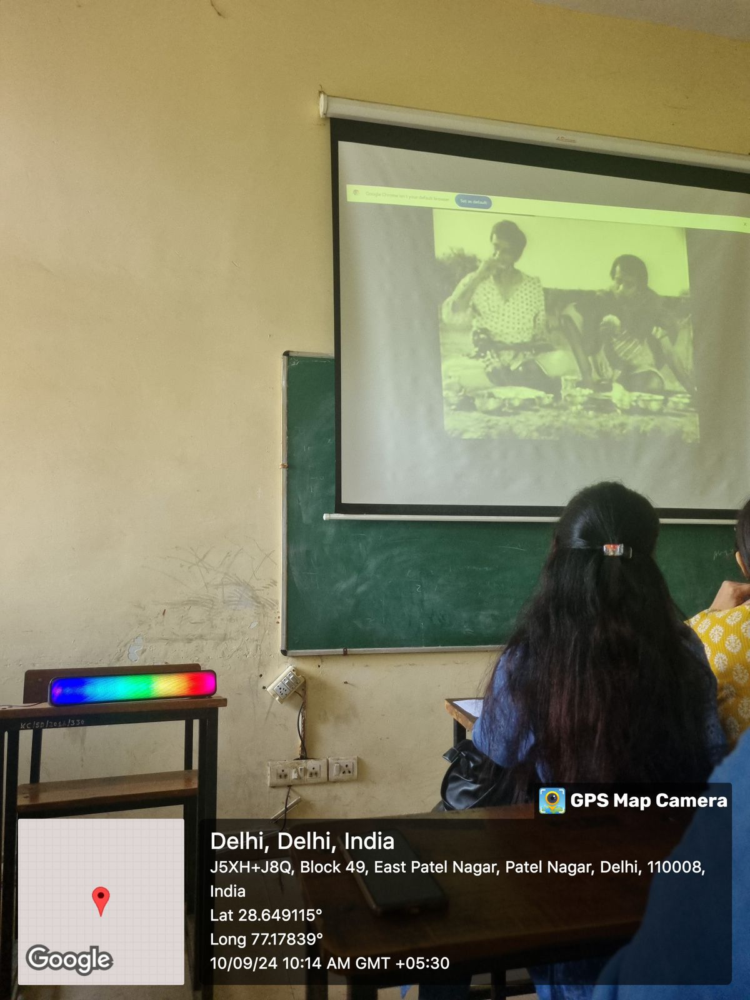 Google Chrome isn't your default browser
Set as default
KC/SD/2016/330
GPS Map Camera
Delhi, Delhi, India
J5XH+J8Q, Block 49, East Patel Nagar, Patel Nagar, Delhi, 110008,
India
Lat 28.649115°
Long 77.17839°
10/09/24 10:14 AM GMT +05:30
Google